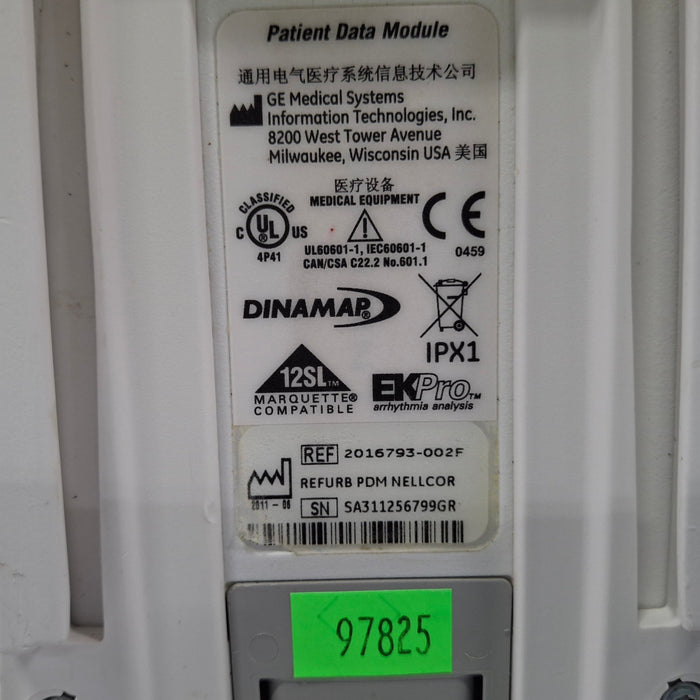 Patient Data Module
通用电气医疗系统信息技术公司
GE Medical Systems
Information Technologies, Inc.
8200 West Tower Avenue
Milwaukee, Wisconsin USA 美国
医疗设备
MEDICAL EQUIPMENT
CLASSIFIED
C UL US
4P41
UL60601-1, IEC60601-1
CAN/CSA C22.2 No.601.1
CE
0459
DINAMAP®
IPX1
12SL™
MARQUETTE®
COMPATIBLE
EKPro™
arrhythmia analysis
REF 2016793-002F
REFURB PDM NELLCOR
2011-06
SN SA311256799GR
97825